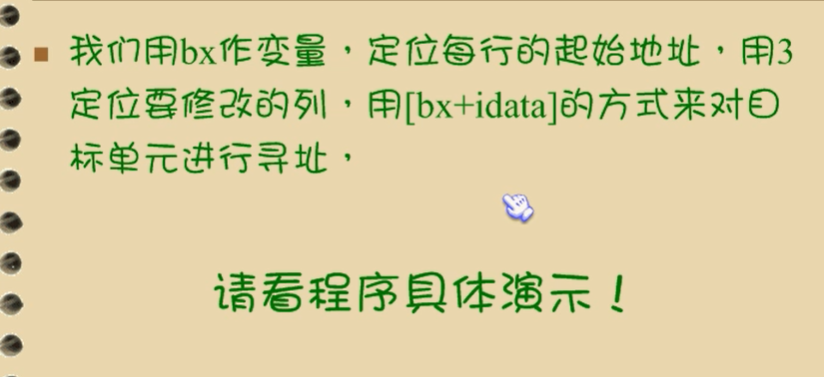 我们用bx作变量，定位每行的起始地址，用3
定位要修改的列，用[bx+idata]的方式来对目
标单元进行寻址，
请看程序具体演示！